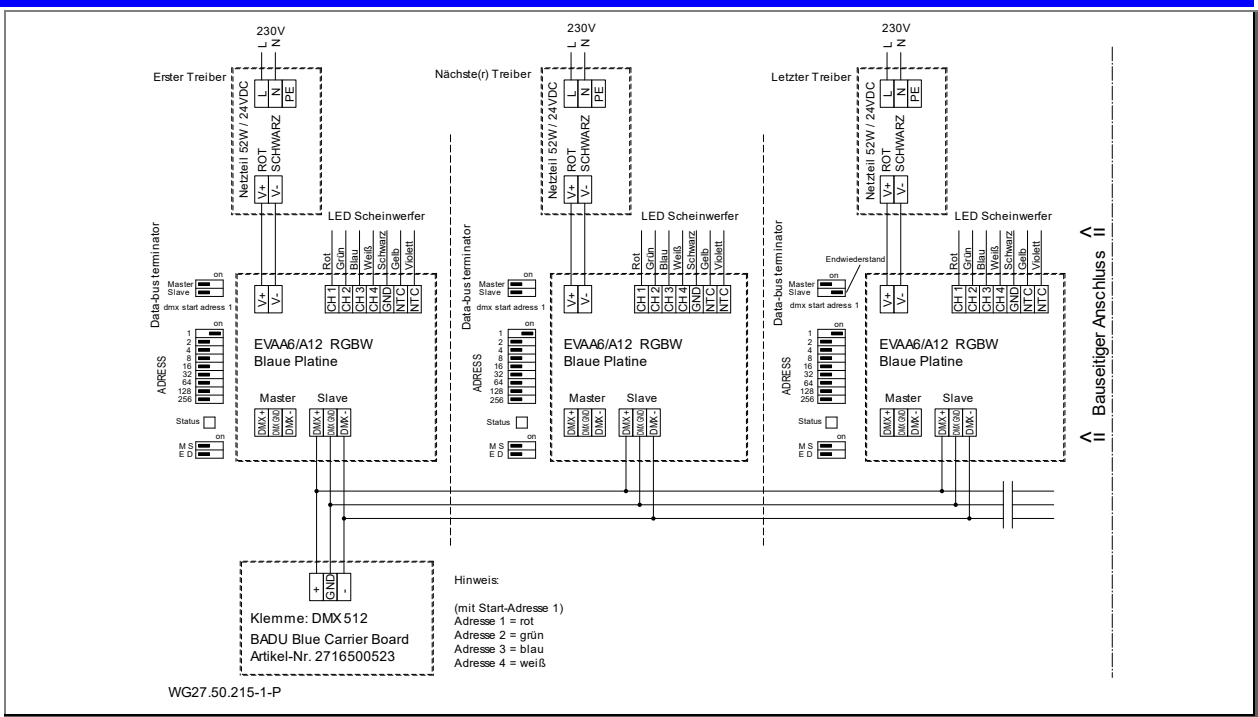 230V
L
N
Erster Treiber
Netzteil 52W / 24VDC
L
N
PE
ROT
SCHWARZ
V+
V-
LED Scheinwerfer
Rot
Grün
Blau
Weiß
Schwarz
Gelb
Violett
Data-bus terminator
on
Master
Slave
dmx start adress 1
V+
V-
CH 1
CH 2
CH 3
CH 4
GND
NTC
NTC
on
ADRESS
1
2
4
8
16
32
64
128
256
EVAA6/A12 RGBW
Blaue Platine
Master
Slave
DMX +
DMX GND
DMX -
DMX +
DMX GND
DMX -
Status
on
M S
E D
230V
L
N
Nächste(r) Treiber
Netzteil 52W / 24VDC
L
N
PE
ROT
SCHWARZ
V+
V-
LED Scheinwerfer
Rot
Grün
Blau
Weiß
Schwarz
Gelb
Violett
Data-bus terminator
on
Master
Slave
dmx start adress 1
V+
V-
CH 1
CH 2
CH 3
CH 4
GND
NTC
NTC
on
ADRESS
1
2
4
8
16
32
64
128
256
EVAA6/A12 RGBW
Blaue Platine
Master
Slave
DMX +
DMX GND
DMX -
DMX +
DMX GND
DMX -
Status
on
M S
E D
230V
L
N
Letzter Treiber
Netzteil 52W / 24VDC
L
N
PE
ROT
SCHWARZ
V+
V-
LED Scheinwerfer
Rot
Grün
Blau
Weiß
Schwarz
Gelb
Violett
Data-bus terminator
Endwiederstand
on
Master
Slave
dmx start adress 1
V+
V-
CH 1
CH 2
CH 3
CH 4
GND
NTC
NTC
on
ADRESS
1
2
4
8
16
32
64
128
256
EVAA6/A12 RGBW
Blaue Platine
Master
Slave
DMX +
DMX GND
DMX -
DMX +
DMX GND
DMX -
Status
on
M S
E D
<= Bauseitiger Anschluss <=
+
GND
-
Klemme: DMX 512
BADU Blue Carrier Board
Artikel-Nr. 2716500523
Hinweis:
(mit Start-Adresse 1)
Adresse 1 = rot
Adresse 2 = grün
Adresse 3 = blau
Adresse 4 = weiß
WG27.50.215-1-P